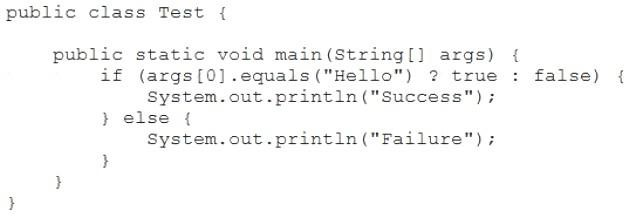 public class Test {
    public static void main(String[] args) {
        if (args[0].equals("Hello") ? true : false) {
            System.out.println("Success");
        } else {
            System.out.println("Failure");
        }
    }
}